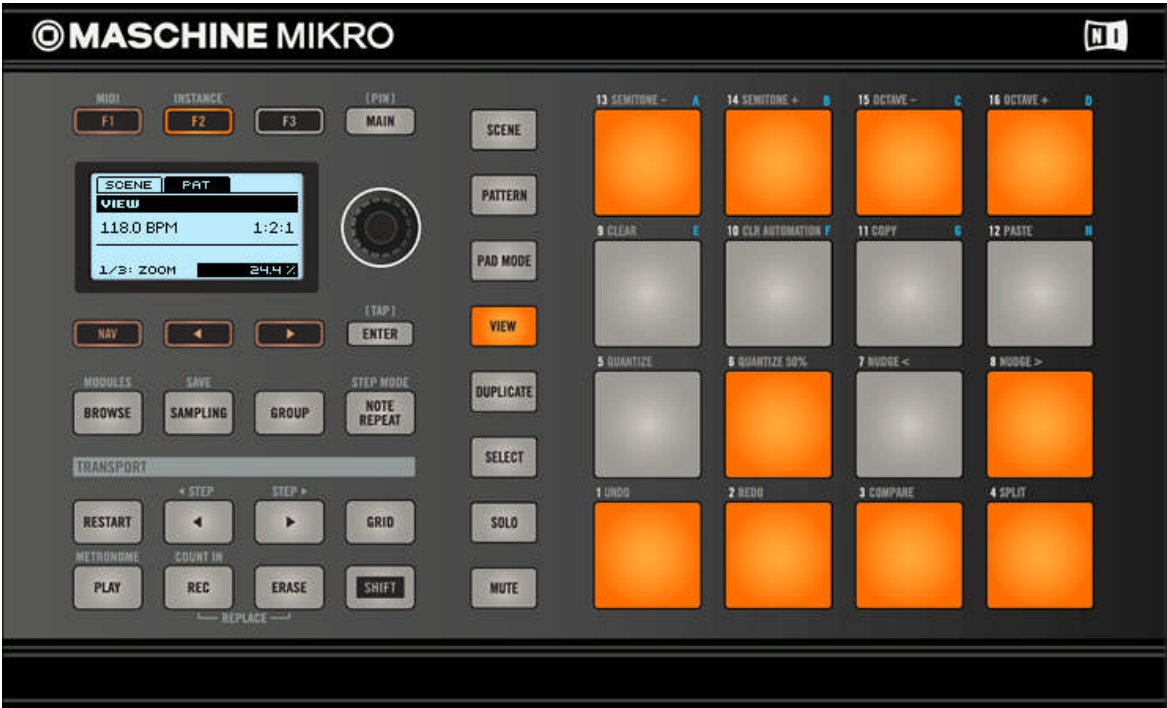 MASCHINE MIKRO
NI
MIDI INSTANCE [PIN]
F1 F2 F3 MAIN
SCENE PAT
VIEW
118.0 BPM 1:2:1
1/3: ZOOM 24.4 %
[TAP]
NAV ◀ ▶ ENTER
MODULES SAVE STEP MODE
BROWSE SAMPLING GROUP NOTE REPEAT
TRANSPORT
◀ STEP STEP ▶
RESTART ◀ ▶ GRID
METRONOME COUNT IN
PLAY REC ERASE SHIFT
REPLACE
SCENE
PATTERN
PAD MODE
VIEW
DUPLICATE
SELECT
SOLO
MUTE
13 SEMITONE - A 14 SEMITONE + B 15 OCTAVE - C 16 OCTAVE + D
9 CLEAR E 10 CLR AUTOMATION F 11 COPY G 12 PASTE H
5 QUANTIZE 6 QUANTIZE 50% 7 NUDGE < 8 NUDGE >
1 UNDO 2 REDO 3 COMPARE 4 SPLIT